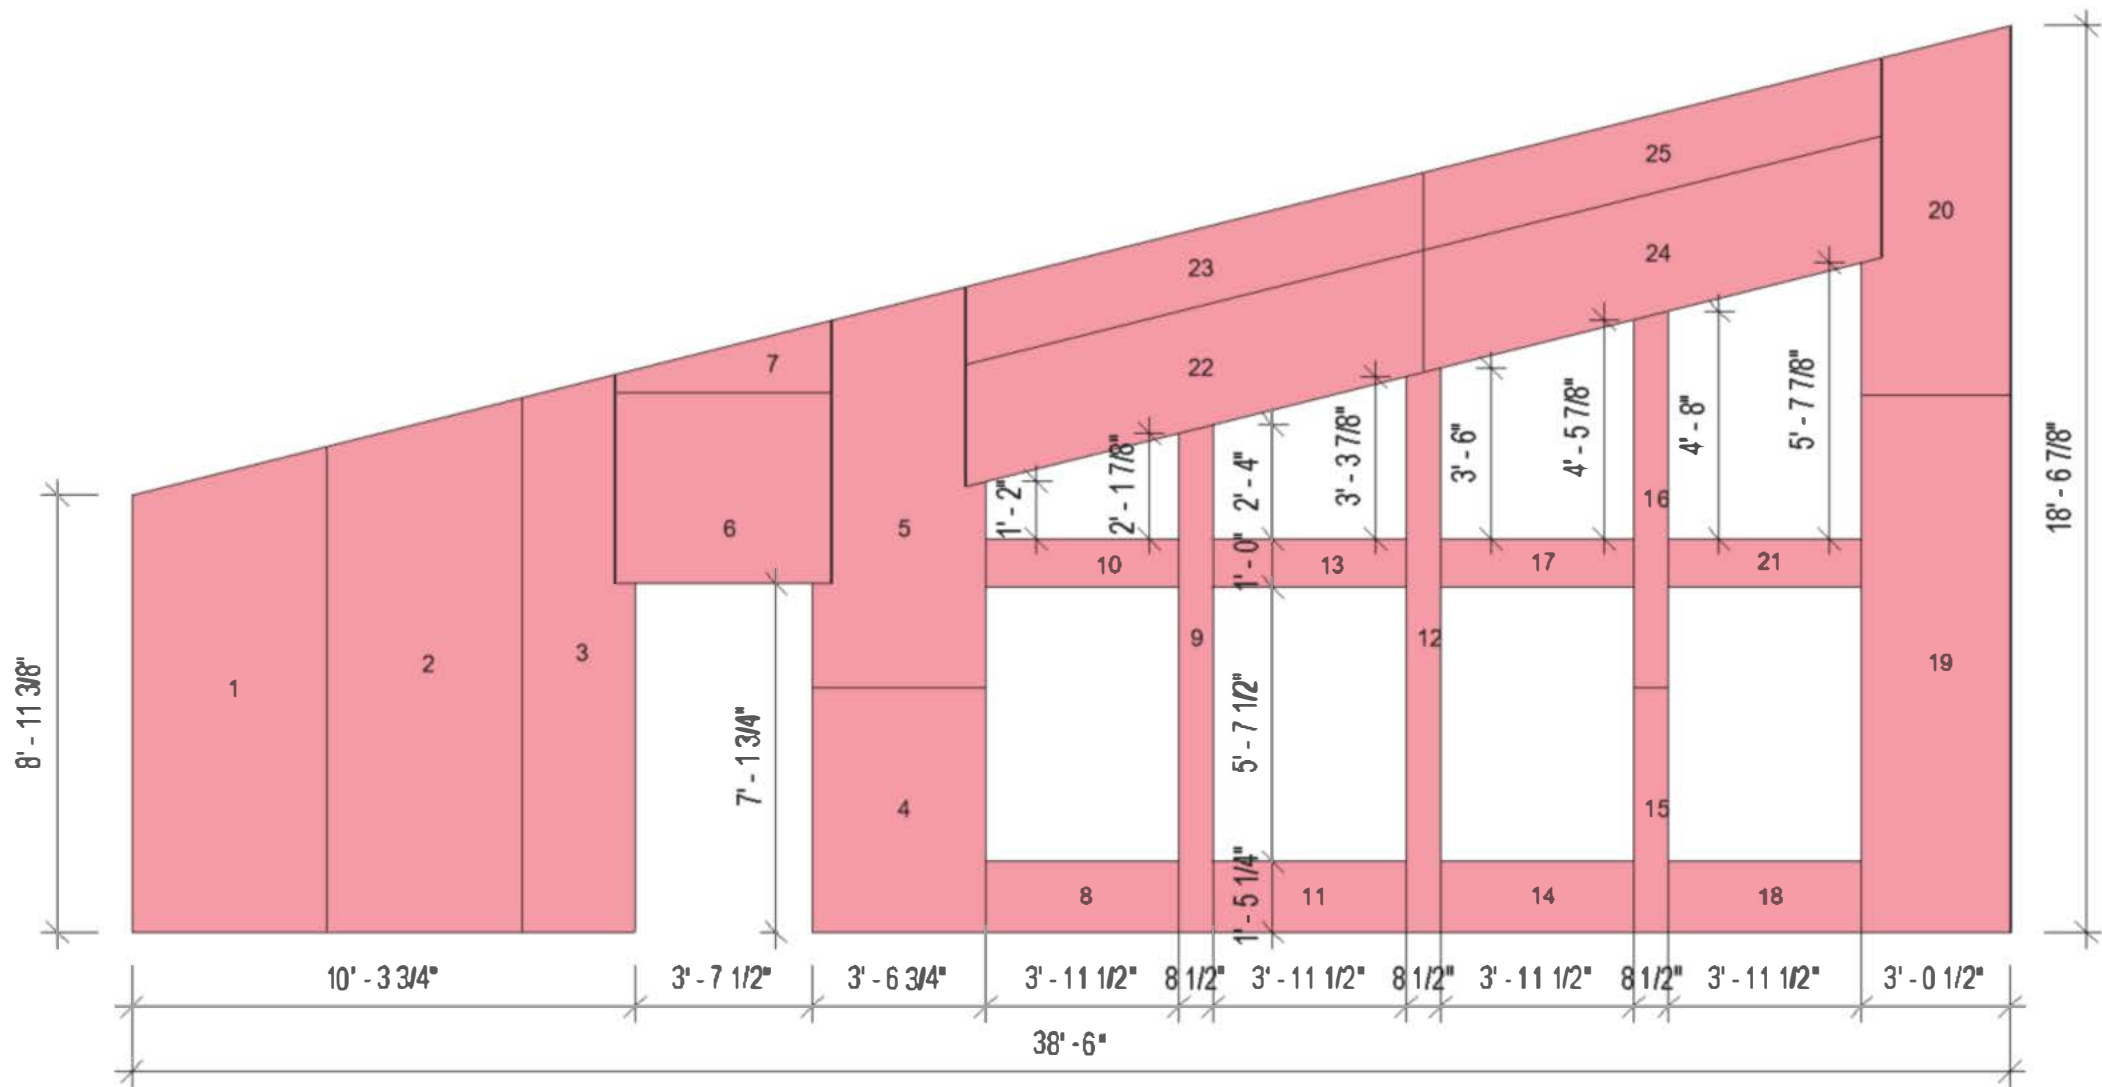 25
20
23
24
7
22
5' - 7 7/8"
4' - 8"
4' - 5 7/8"
3' - 6"
3' - 3 7/8"
2' - 4"
2' - 1 7/8"
1' - 2"
18' - 6 7/8"
16
6
5
10
1' - 0"
13
17
21
9
12
3
2
1
19
8' - 11 3/8"
7' - 1 3/4"
5' - 7 1/2"
4
15
8
1' - 5 1/4"
11
14
18
10' - 3 3/4"
3' - 7 1/2"
3' - 6 3/4"
3' - 11 1/2"
8 1/2"
3' - 11 1/2"
8 1/2"
3' - 11 1/2"
8 1/2"
3' - 11 1/2"
3' - 0 1/2"
38' - 6"